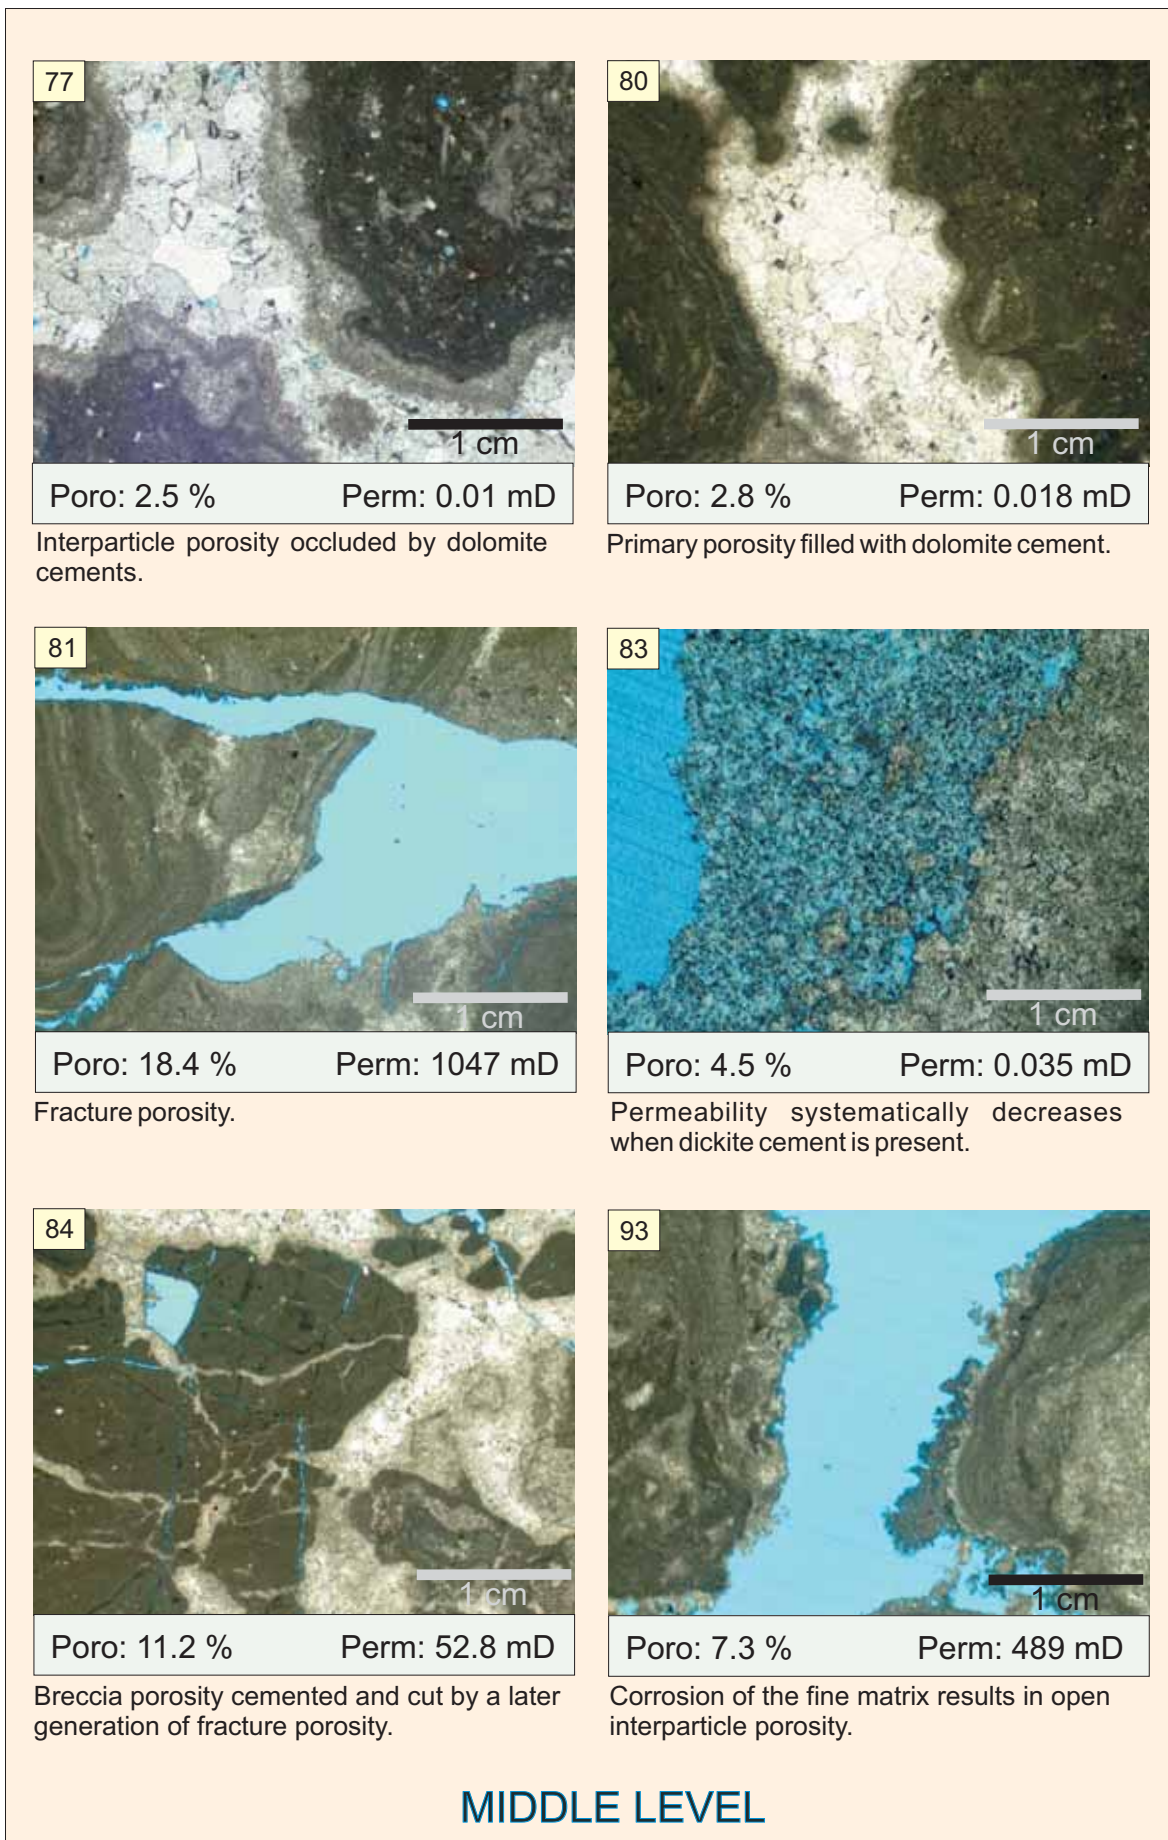 77
1 cm
Poro: 2.5 % Perm: 0.01 mD
Interparticle porosity occluded by dolomite
cements.
80
1 cm
Poro: 2.8 % Perm: 0.018 mD
Primary porosity filled with dolomite cement.
81
1 cm
Poro: 18.4 % Perm: 1047 mD
Fracture porosity.
83
1 cm
Poro: 4.5 % Perm: 0.035 mD
Permeability systematically decreases
when dickite cement is present.
84
1 cm
Poro: 11.2 % Perm: 52.8 mD
Breccia porosity cemented and cut by a later
generation of fracture porosity.
93
1 cm
Poro: 7.3 % Perm: 489 mD
Corrosion of the fine matrix results in open
interparticle porosity.
MIDDLE LEVEL